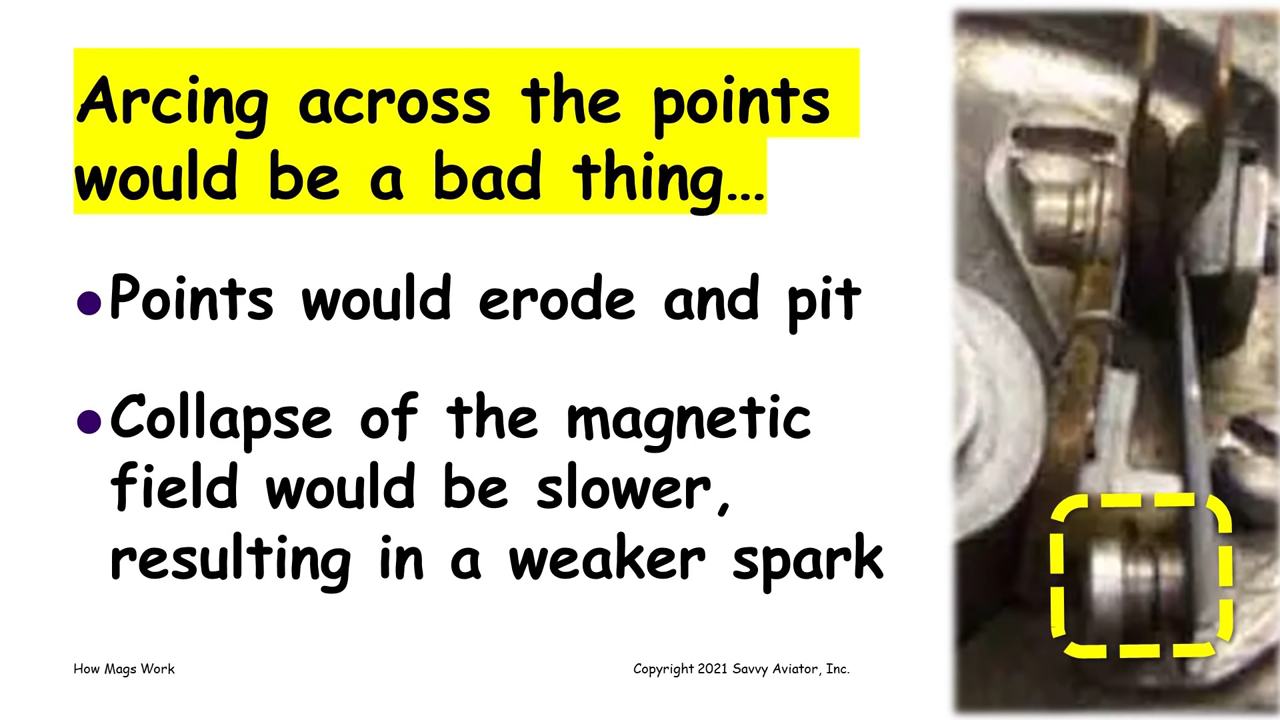 Arcing across the points
would be a bad thing…
●Points would erode and pit
●Collapse of the magnetic
field would be slower,
resulting in a weaker spark
How Mags Work
Copyright 2021 Savvy Aviator, Inc.